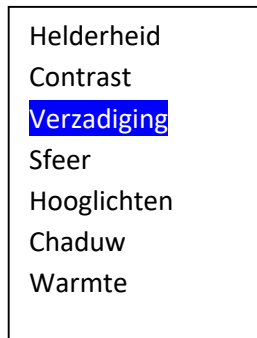 Helderheid
Contrast
Verzadiging
Sfeer
Hooglichten
Chaduw
Warmte